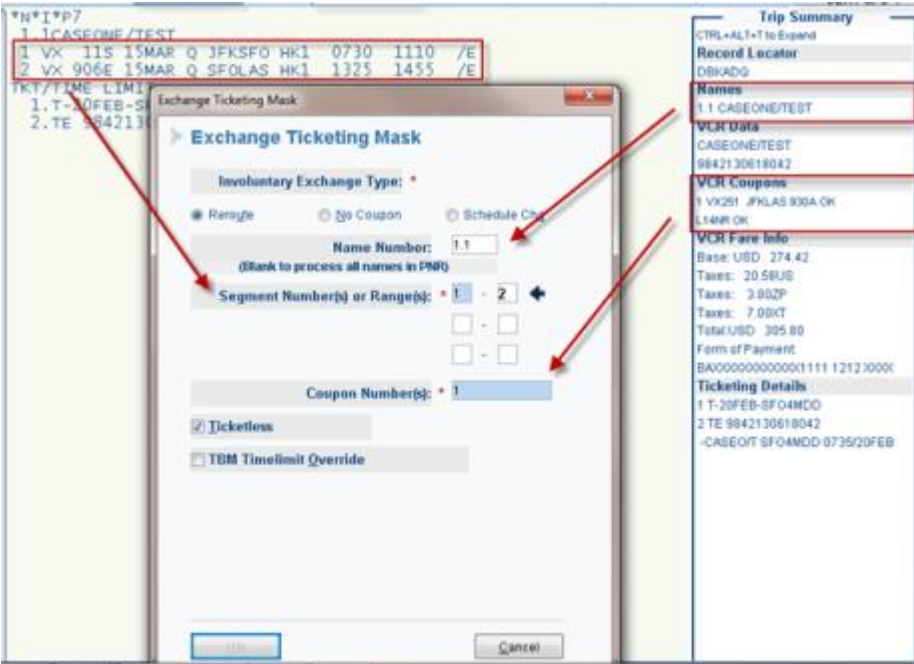 *N*I*P7
1.1CASEONE/TEST
1 VX 11S 15MAR Q JFKSFO HK1 0730 1110 /E
2 VX 906E 15MAR Q SFOLAS HK1 1325 1455 /E
TKT/TIME LIMIT
1.T-20FEB-SF
2.TE 984213
Exchange Ticketing Mask
Exchange Ticketing Mask
Involuntary Exchange Type: *
Reroute No Coupon Schedule Chg
Name Number: 1.1
(Blank to process all names in PNR)
Segment Number(s) or Range(s): * 1 - 2
-
-
Coupon Number(s): * 1
Ticketless
TBM Timelimit Override
Cancel
Trip Summary
CTRL+ALT+T to Expand
Record Locator
DBKADG
Names
1.1 CASEONE/TEST
VCR Data
CASEONE/TEST
9842130618042
VCR Coupons
1 VX251 JFKLAS 930A OK
L14NR OK
VCR Fare Info
Base: USD 274.42
Taxes: 20.58US
Taxes: 3.80ZP
Taxes: 7.00XT
Total:USD 305.80
Form of Payment
Ticketing Details
1 T-20FEB-SFO4MDD
2 TE 9842130618042
-CASEO/T SFO4MDD 0735/20FEB